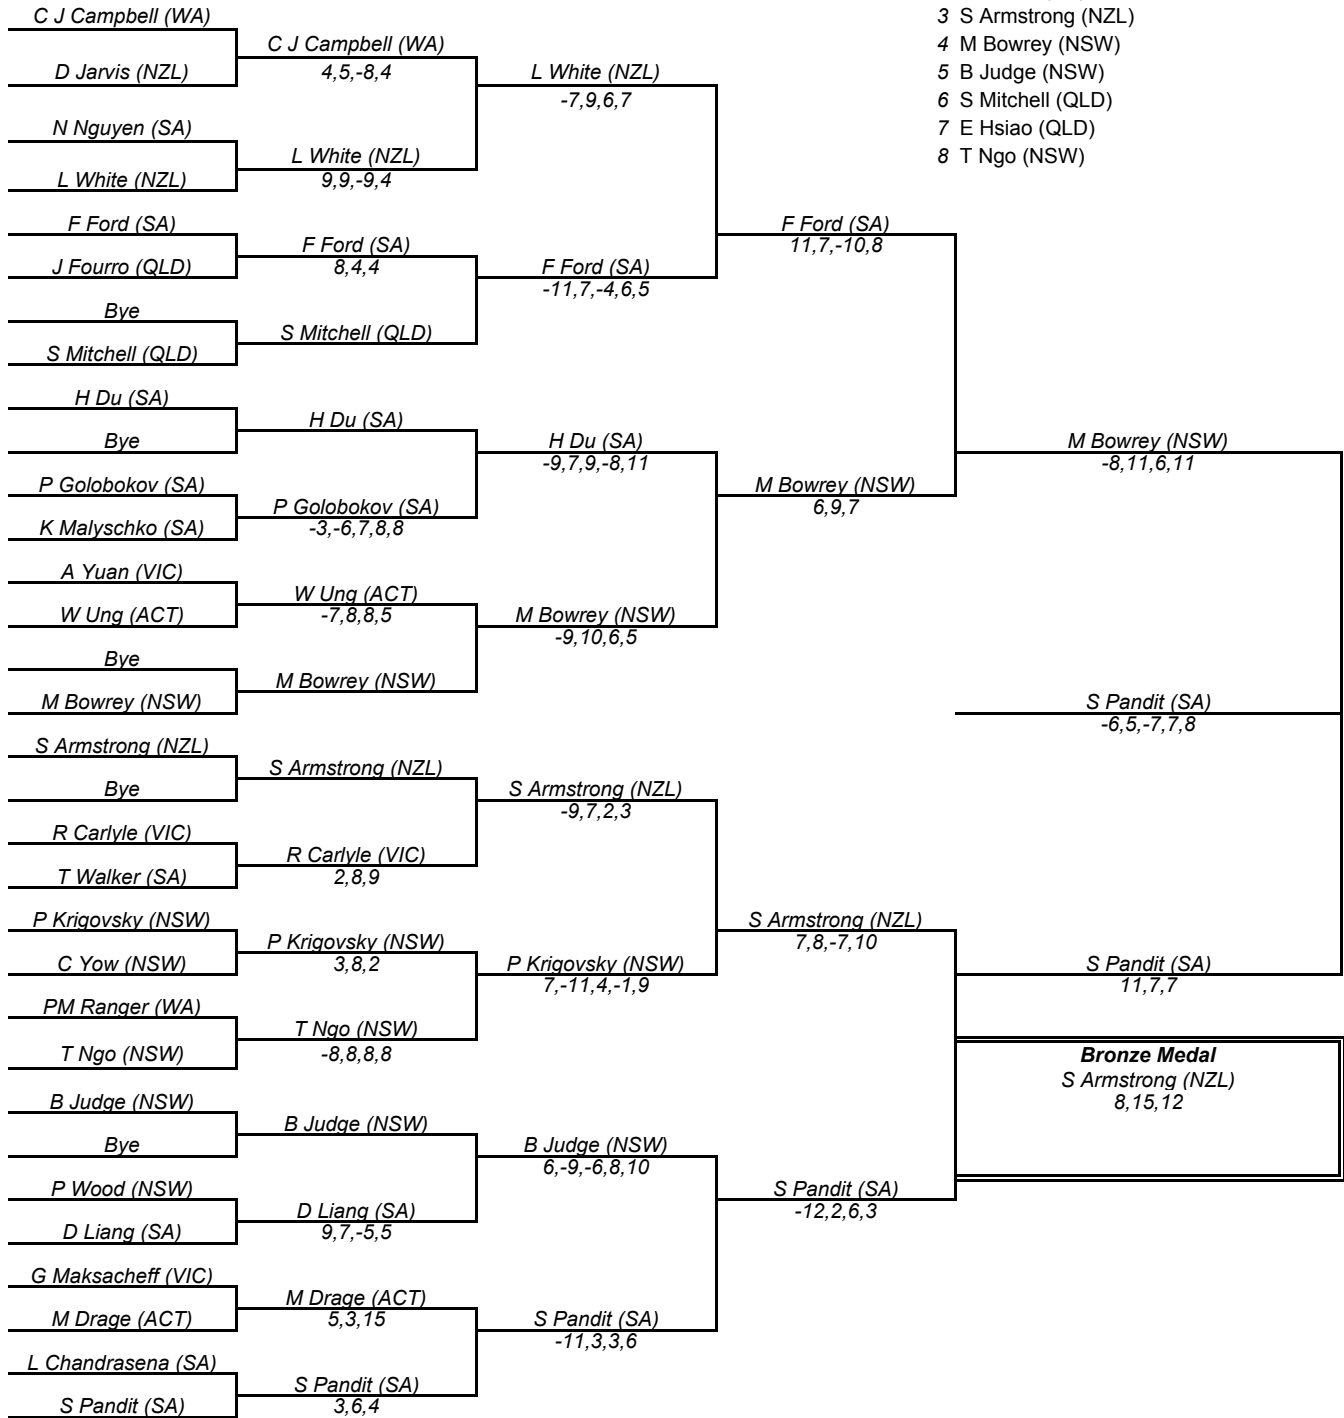 C J Campbell (WA)
D Jarvis (NZL)
N Nguyen (SA)
L White (NZL)
F Ford (SA)
J Fourro (QLD)
Bye
S Mitchell (QLD)
H Du (SA)
Bye
P Golobokov (SA)
K Malyschko (SA)
A Yuan (VIC)
W Ung (ACT)
Bye
M Bowrey (NSW)
S Armstrong (NZL)
Bye
R Carlyle (VIC)
T Walker (SA)
P Krigovsky (NSW)
C Yow (NSW)
PM Ranger (WA)
T Ngo (NSW)
B Judge (NSW)
Bye
P Wood (NSW)
D Liang (SA)
G Maksacheff (VIC)
M Drage (ACT)
L Chandrasena (SA)
S Pandit (SA)
C J Campbell (WA)
4,5,-8,4
L White (NZL)
9,9,-9,4
F Ford (SA)
8,4,4
S Mitchell (QLD)
H Du (SA)
P Golobokov (SA)
-3,-6,7,8,8
W Ung (ACT)
-7,8,8,5
M Bowrey (NSW)
S Armstrong (NZL)
R Carlyle (VIC)
2,8,9
P Krigovsky (NSW)
3,8,2
T Ngo (NSW)
-8,8,8,8
B Judge (NSW)
D Liang (SA)
9,7,-5,5
M Drage (ACT)
5,3,15
S Pandit (SA)
3,6,4
L White (NZL)
-7,9,6,7
F Ford (SA)
-11,7,-4,6,5
H Du (SA)
-9,7,9,-8,11
M Bowrey (NSW)
-9,10,6,5
S Armstrong (NZL)
-9,7,2,3
P Krigovsky (NSW)
7,-11,4,-1,9
B Judge (NSW)
6,-9,-6,8,10
S Pandit (SA)
-11,3,3,6
F Ford (SA)
11,7,-10,8
M Bowrey (NSW)
6,9,7
S Armstrong (NZL)
7,8,-7,10
S Pandit (SA)
-12,2,6,3
3 S Armstrong (NZL)
4 M Bowrey (NSW)
5 B Judge (NSW)
6 S Mitchell (QLD)
7 E Hsiao (QLD)
8 T Ngo (NSW)
M Bowrey (NSW)
-8,11,6,11
S Pandit (SA)
-6,5,-7,7,8
S Pandit (SA)
11,7,7
Bronze Medal
S Armstrong (NZL)
8,15,12